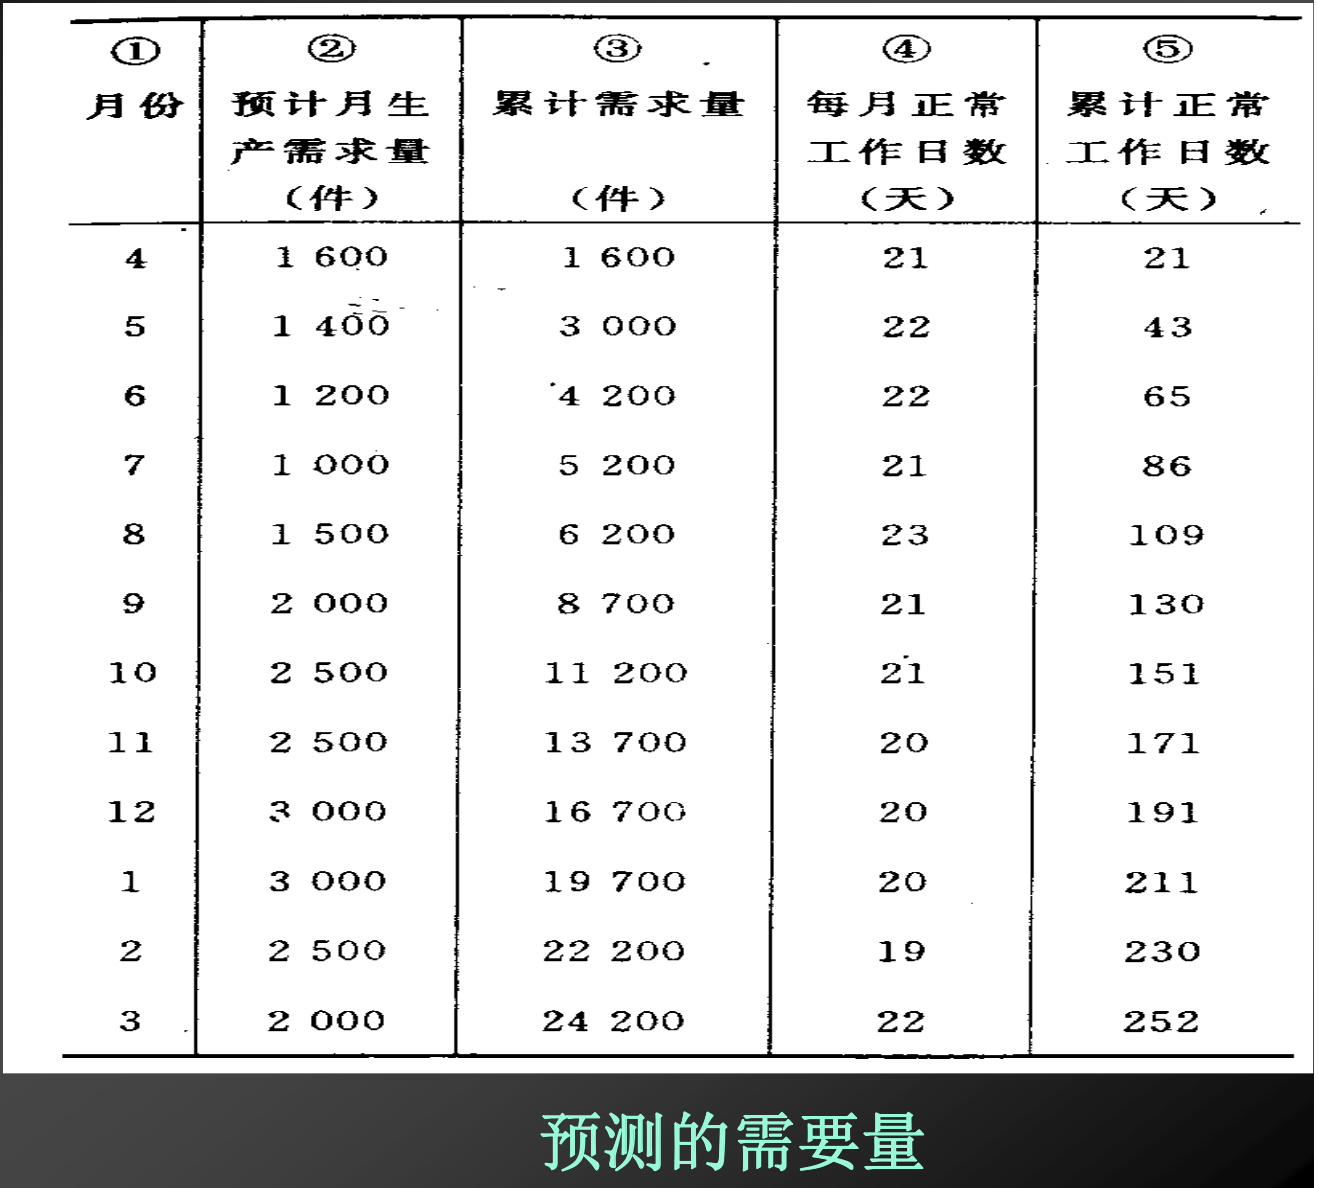 ① ② ③ ④ ⑤
月份 预计月生 累计需求量 每月正常 累计正常
产需求量 工作日数 工作日数
（件） （件） （天） （天）
4 1 600 1 600 21 21
5 1 400 3 000 22 43
6 1 200 4 200 22 65
7 1 000 5 200 21 86
8 1 500 6 200 23 109
9 2 000 8 700 21 130
10 2 500 11 200 21 151
11 2 500 13 700 20 171
12 3 000 16 700 20 191
1 3 000 19 700 20 211
2 2 500 22 200 19 230
3 2 000 24 200 22 252
预测的需要量